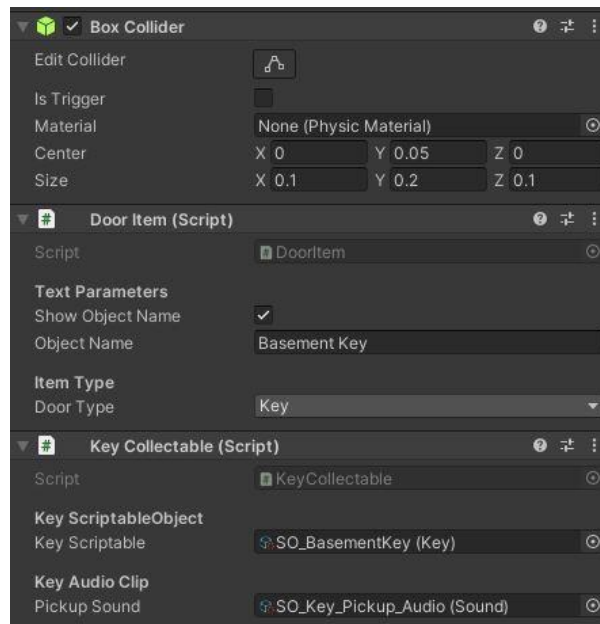 Box Collider
Edit Collider
Is Trigger
Material None (Physic Material)
Center X 0 Y 0.05 Z 0
Size X 0.1 Y 0.2 Z 0.1
# Door Item (Script)
Script DoorItem
Text Parameters
Show Object Name
Object Name Basement Key
Item Type
Door Type Key
# Key Collectable (Script)
Script # KeyCollectable
Key ScriptableObject
Key Scriptable SO_BasementKey (Key)
Key Audio Clip
Pickup Sound SO_Key_Pickup_Audio (Sound)